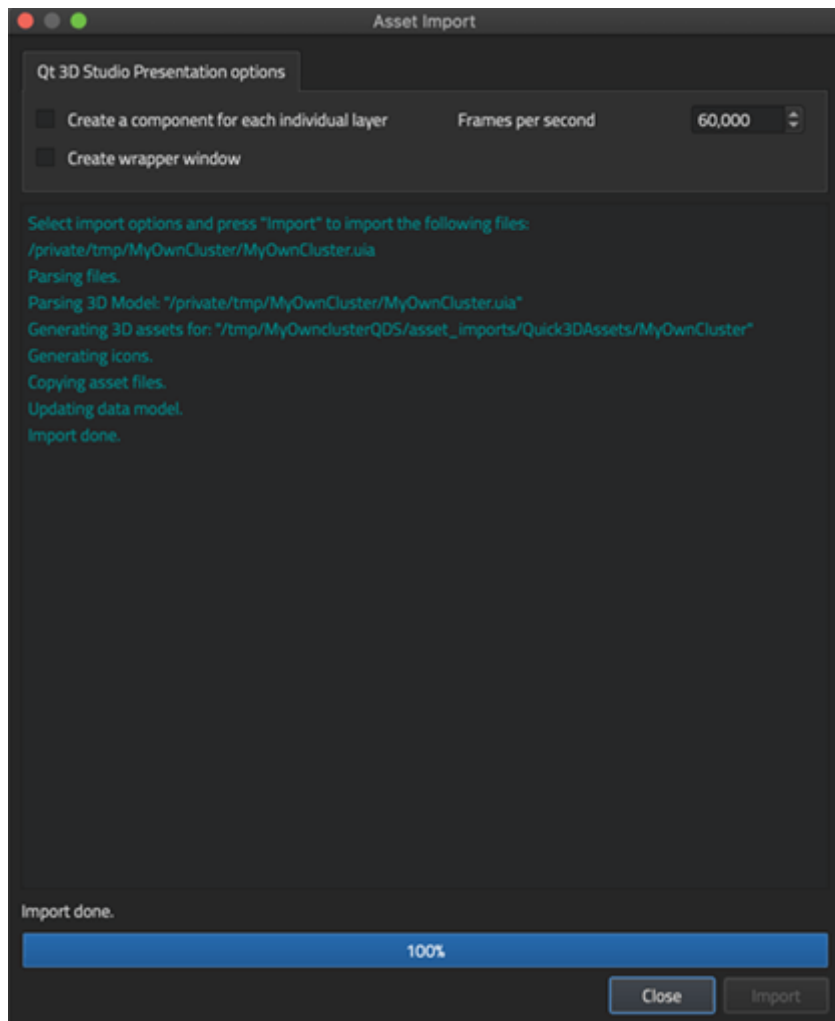 Asset Import
Qt 3D Studio Presentation options
Create a component for each individual layer Frames per second 60,000
Create wrapper window
Select import options and press "Import" to import the following files:
/private/tmp/MyOwnCluster/MyOwnCluster.uia
Parsing files.
Parsing 3D Model: "/private/tmp/MyOwnCluster/MyOwnCluster.uia"
Generating 3D assets for: "/tmp/MyOwnclusterQDS/asset_imports/Quick3DAssets/MyOwnCluster"
Generating icons.
Copying asset files.
Updating data model.
Import done.
Import done.
100%
Close Import